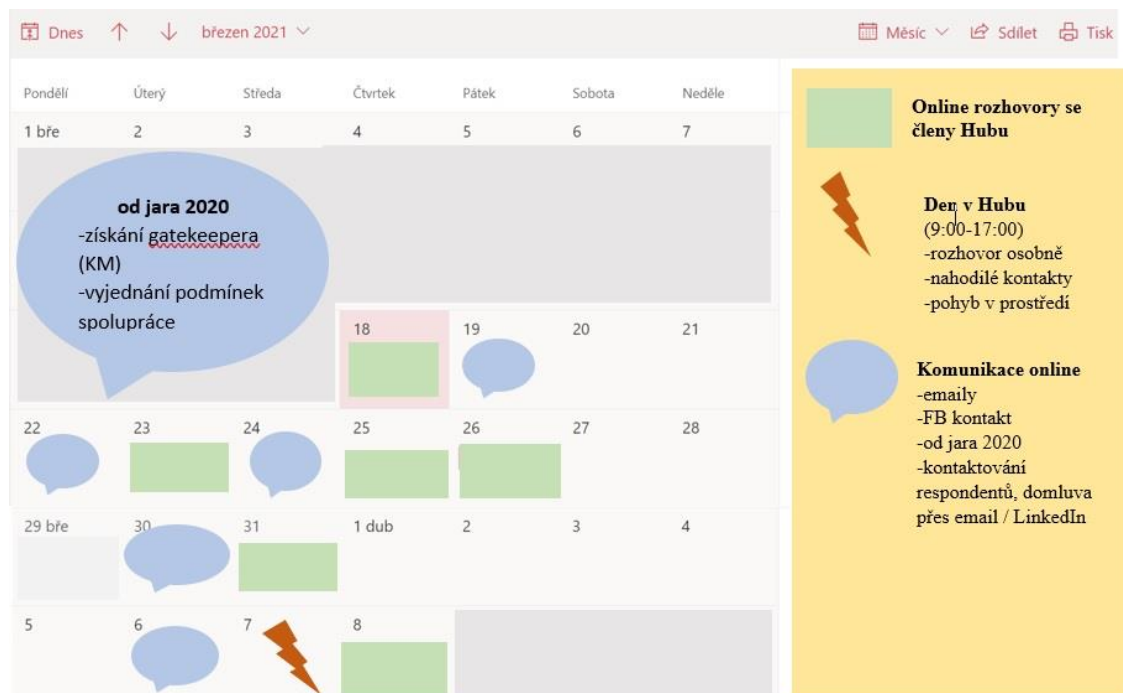 Dnes březen 2021 Měsíc Sdílet Tisk
Pondělí Úterý Středa Čtvrtek Pátek Sobota Neděle
1 bře 2 3 4 5 6 7
od jara 2020
-získání gatekeepera
(KM)
-vyjednání podmínek
spolupráce
18 19 20 21
22 23 24 25 26 27 28
29 bře 30 31 1 dub 2 3 4
5 6 7 8
Online rozhovory se
členy Hubu
Den v Hubu
(9:00-17:00)
-rozhovor osobně
-nahodilé kontakty
-pohyb v prostředí
Komunikace online
-emaily
-FB kontakt
-od jara 2020
-kontaktování
respondentů, domluva
přes email / LinkedIn